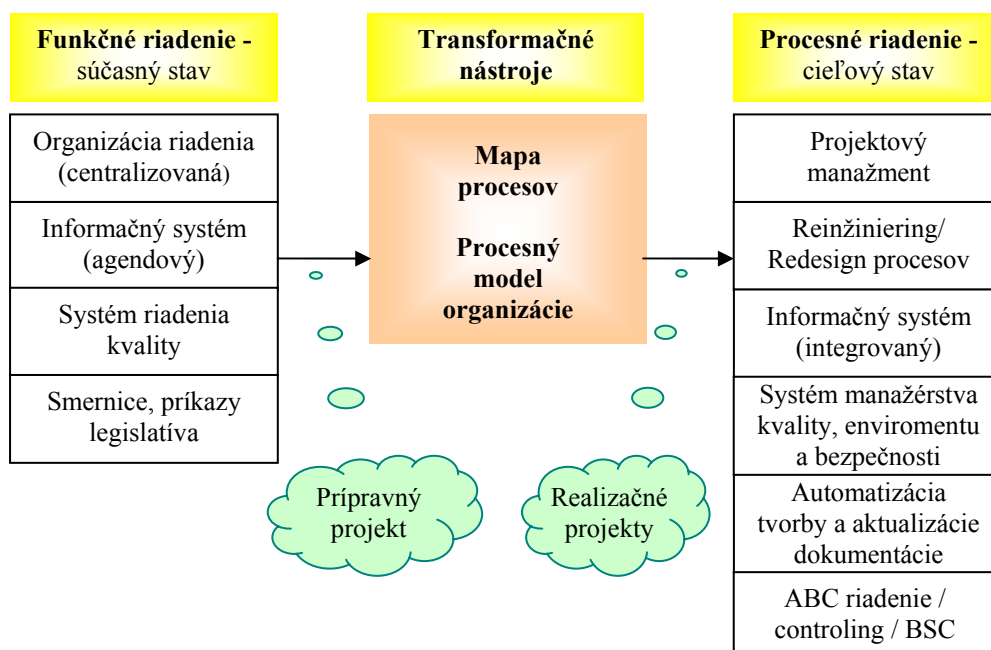 Funkčné riadenie -
súčasný stav
Organizácia riadenia
(centralizovaná)
Informačný systém
(agendový)
Systém riadenia
kvality
Smernice, príkazy
legislatíva
Transformačné
nástroje
Mapa
procesov
Procesný
model
organizácie
Prípravný
projekt
Realizačné
projekty
Procesné riadenie -
cieľový stav
Projektový
manažment
Reinžiniering/
Redesign procesov
Informačný systém
(integrovaný)
Systém manažérstva
kvality, enviromentu
a bezpečnosti
Automatizácia
tvorby a aktualizácie
dokumentácie
ABC riadenie /
controling / BSC